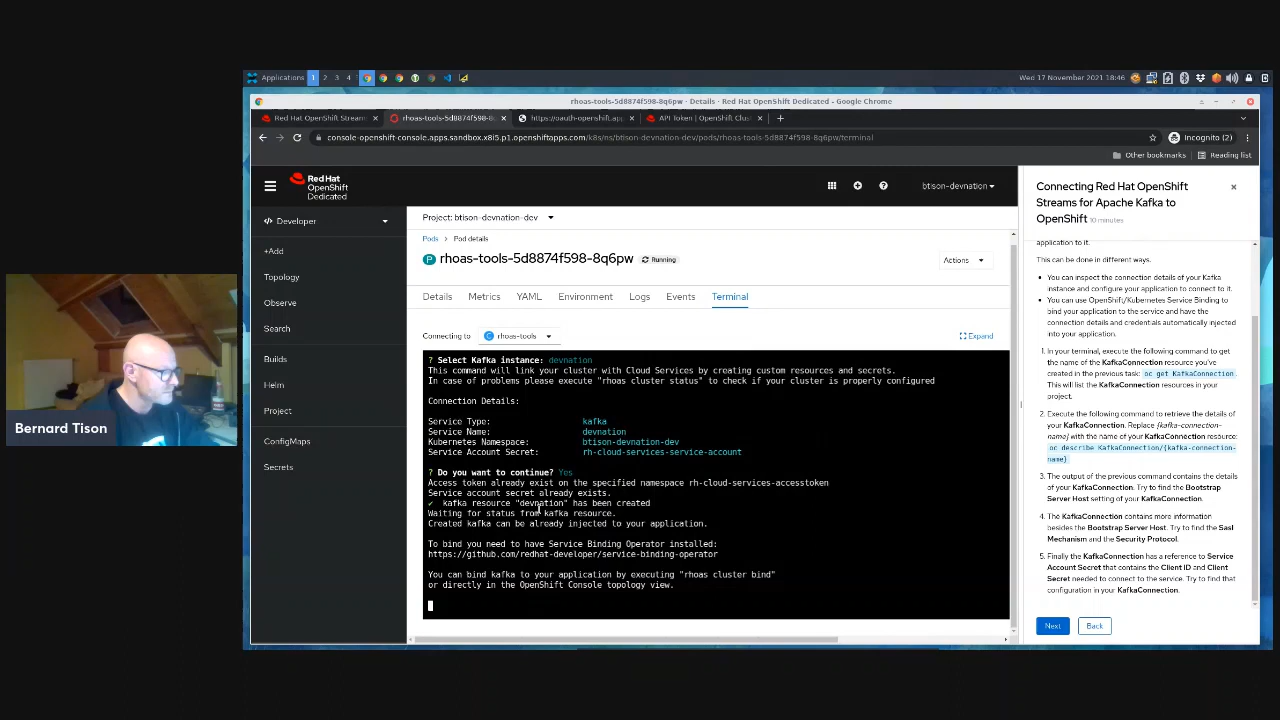 Applications
1
2
3
4
Wed 17 November 2021 18:46
rhoas-tools-5d8874f598-8q6pw · Details · Red Hat OpenShift Dedicated - Google Chrome
Red Hat OpenShift Stream
rhoas-tools-5d8874f598-8
https://oauth-openshift.ap
API Token | OpenShift Clus
console-openshift-console.apps.sandbox.x8i5.p1.openshiftapps.com/k8s/ns/btison-devnation-dev/pods/rhoas-tools-5d8874f598-8q6pw/terminal
Incognito (2)
Other bookmarks
Reading list
Red Hat
OpenShift
Dedicated
btison-devnation
Developer
+Add
Topology
Observe
Search
Builds
Helm
Project
ConfigMaps
Secrets
Project: btison-devnation-dev
Pods
Pod details
P
rhoas-tools-5d8874f598-8q6pw
Running
Actions
Details
Metrics
YAML
Environment
Logs
Events
Terminal
Connecting to
C
rhoas-tools
Expand
? Select Kafka instance: devnation
This command will link your cluster with Cloud Services by creating custom resources and secrets.
In case of problems please execute "rhoas cluster status" to check if your cluster is properly configured
Connection Details:
Service Type: kafka
Service Name: devnation
Kubernetes Namespace: btison-devnation-dev
Service Account Secret: rh-cloud-services-service-account
? Do you want to continue? Yes
Access token already exist on the specified namespace rh-cloud-services-accesstoken
Service account secret already exists.
✔ kafka resource "devnation" has been created
Waiting for status from kafka resource.
Created kafka can be already injected to your application.
To bind you need to have Service Binding Operator installed:
https://github.com/redhat-developer/service-binding-operator
You can bind kafka to your application by executing "rhoas cluster bind"
or directly in the OpenShift Console topology view.
Connecting Red Hat OpenShift
Streams for Apache Kafka to
OpenShift 10 minutes
application to it.
This can be done in different ways.
You can inspect the connection details of your Kafka
instance and configure your application to connect to it.
You can use OpenShift/Kubernetes Service Binding to
bind your application to the service and have the
connection details and credentials automatically injected
into your application.
1. In your terminal, execute the following command to get
the name of the KafkaConnection resource you've
created in the previous task: oc get KafkaConnection.
This will list the KafkaConnection resources in your
project.
2. Execute the following command to retrieve the details of
your KafkaConnection. Replace {kafka-connection-
name} with the name of your KafkaConnection resource:
oc describe KafkaConnection/{kafka-connection-
name}
3. The output of the previous command contains the details
of your KafkaConnection. Try to find the Bootstrap
Server Host setting of your KafkaConnection.
4. The KafkaConnection contains more information
besides the Bootstrap Server Host. Try to find the Sasl
Mechanism and the Security Protocol.
5. Finally the KafkaConnection has a reference to Service
Account Secret that contains the Client ID and Client
Secret needed to connect to the service. Try to find that
configuration in your KafkaConnection.
Next
Back
Bernard Tison